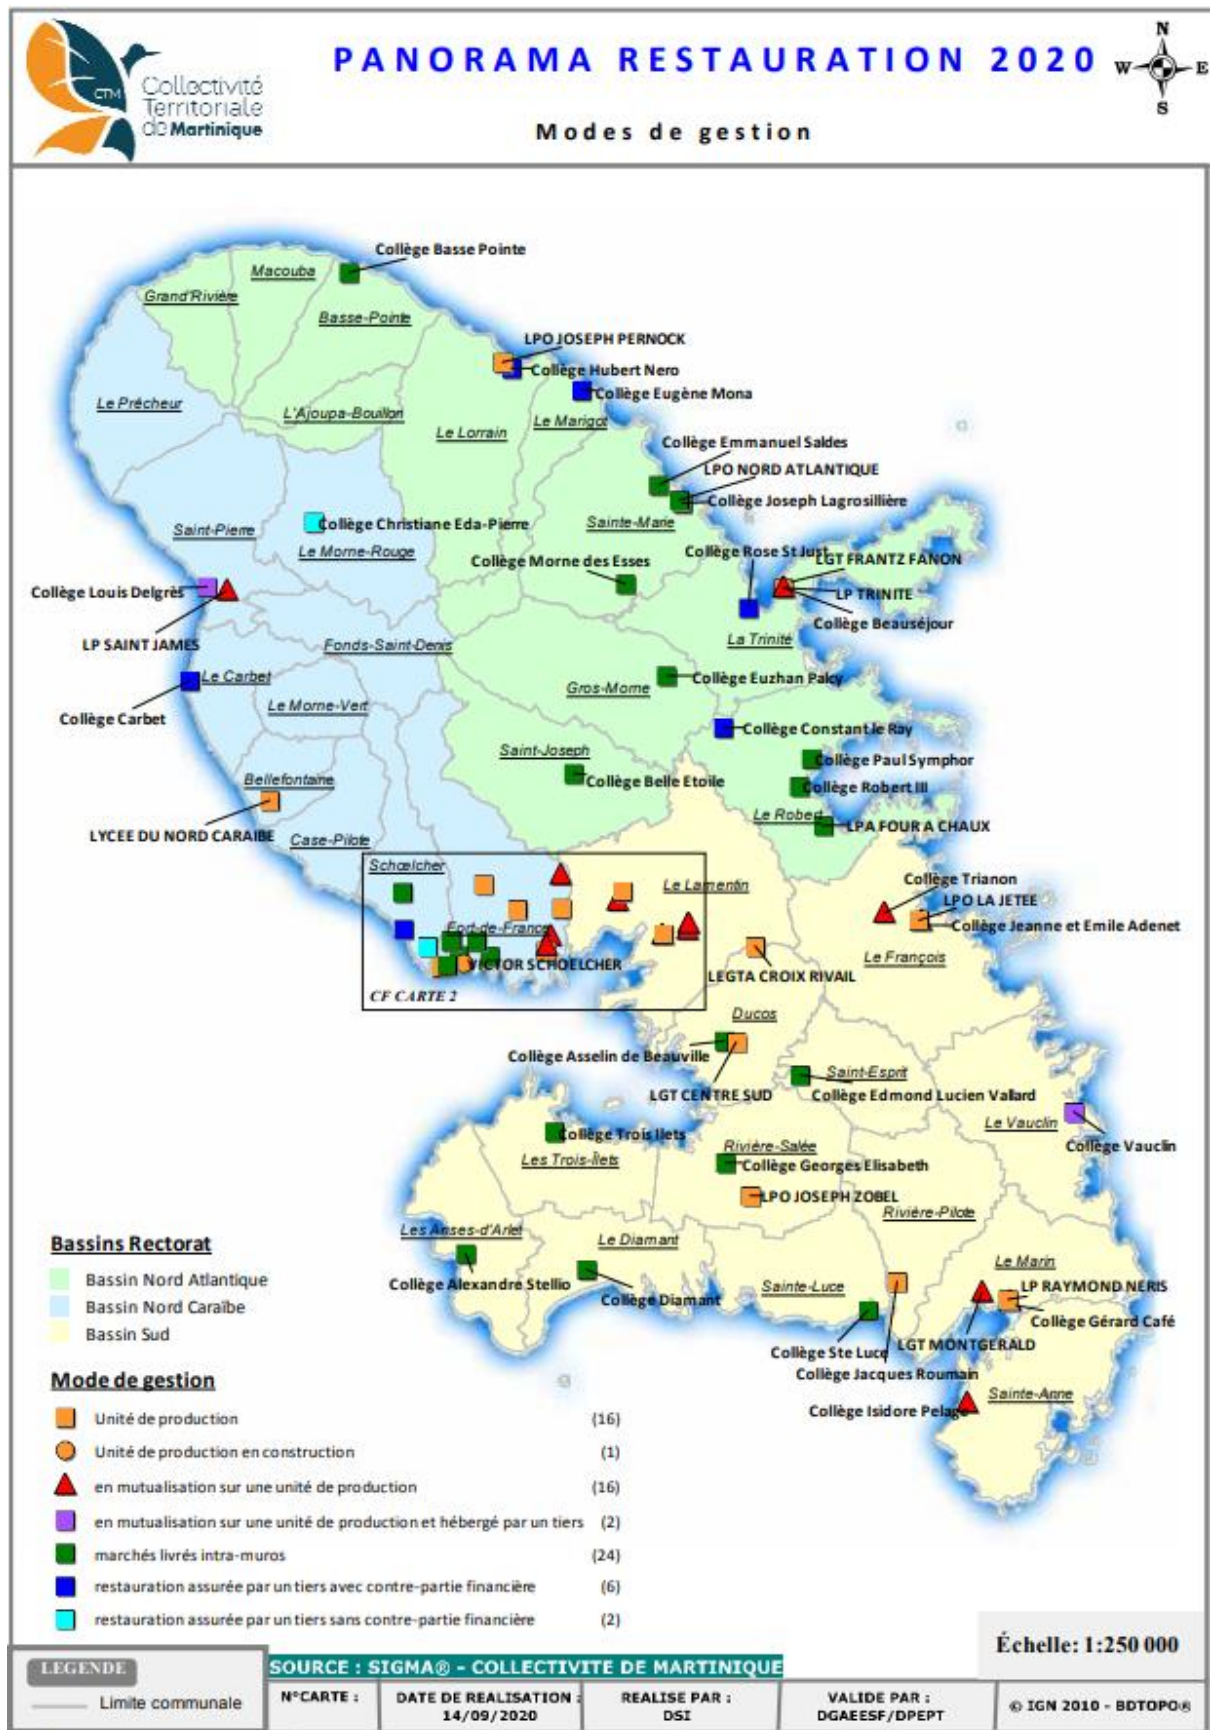 PANORAMA RESTAURATION 2020
Modes de gestion
N
W
E
S
CTM
Collectivité
Territoriale
de Martinique
Collège Basse Pointe
Macouba
Grand'Rivière
Basse-Pointe
LPO JOSEPH PERNOCK
Collège Hubert Nero
Collège Eugène Mona
Le Prêcheur
L'Ajoupa-Bouillon
Le Lorrain
Le Marigot
Collège Emmanuel Saldes
LPO NORD ATLANTIQUE
Collège Joseph Lagrosillière
Saint-Pierre
Collège Christiane Eda-Pierre
Sainte-Marie
Le Morne-Rouge
Collège Morne des Esses
Collège Rose St Just
LGT FRANTZ FANON
Collège Louis Delgrès
LP TRINITE
Collège Beauséjour
LP SAINT JAMES
Fonds-Saint-Denis
La Trinité
Le Carbet
Gros-Morne
Collège Euzhan Palcy
Collège Carbet
Le Morne-Vert
Collège Constant le Ray
Saint-Joseph
Collège Paul Symphor
Bellefontaine
Collège Belle Etoile
Collège Robert III
Le Robert
LPA FOUR A CHAUX
LYCEE DU NORD CARAIBE
Case-Pilote
Schœlcher
Le Lamentin
Collège Trianon
LPO LA JETEE
Collège Jeanne et Emile Adenet
Fort-de-France
VICTOR SCHOELCHER
Le François
LEGTA CROIX RIVAIL
CF CARTE 2
Ducos
Collège Asselin de Beauville
Saint-Esprit
LGT CENTRE SUD
Collège Edmond Lucien Vallard
Le Vauclin
Collège Trois Ilets
Rivière-Salée
Collège Vauclin
Les Trois-Îlets
Collège Georges Elisabeth
LPO JOSEPH ZOBEL
Rivière-Pilote
Les Anses-d'Arlet
Le Diamant
Le Marin
Collège Alexandre Stellio
Sainte-Luce
LP RAYMOND NERIS
Collège Diamant
Collège Gérard Café
LGT MONTGERALD
Collège Ste Luce
Collège Jacques Roumain
Sainte-Anne
Collège Isidore Pelage
Bassins Rectorat
Bassin Nord Atlantique
Bassin Nord Caraïbe
Bassin Sud
Mode de gestion
Unité de production (16)
Unité de production en construction (1)
en mutualisation sur une unité de production (16)
en mutualisation sur une unité de production et hébergé par un tiers (2)
marchés livrés intra-muros (24)
restauration assurée par un tiers avec contre-partie financière (6)
restauration assurée par un tiers sans contre-partie financière (2)
Échelle: 1:250 000
LEGENDE
Limite communale
SOURCE : SIGMA® - COLLECTIVITE DE MARTINIQUE
N°CARTE :
DATE DE REALISATION :
14/09/2020
REALISE PAR :
DSI
VALIDE PAR :
DGAEESF/DPEPT
© IGN 2010 - BDTOPO®